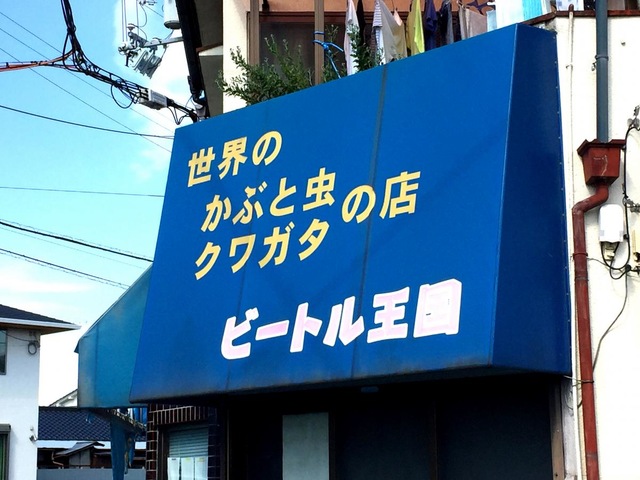 世界の
かぶと虫
クワガタの店
ビートル王国